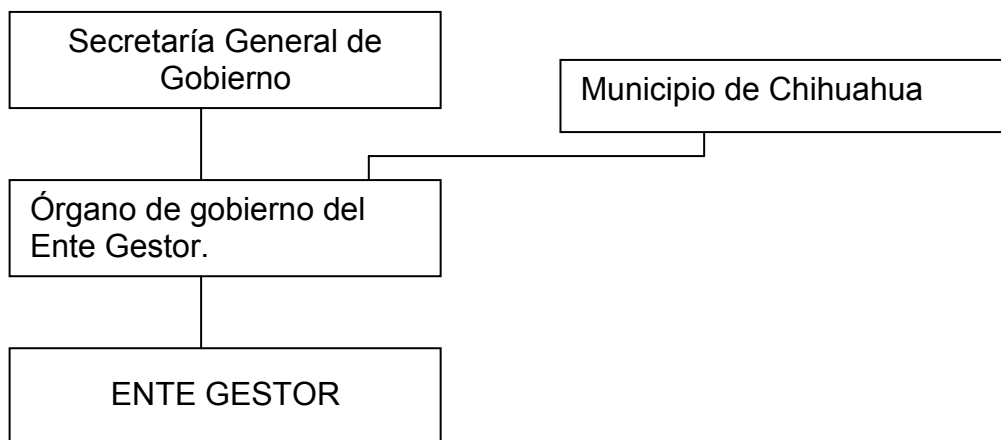 Secretaría General de
Gobierno
Municipio de Chihuahua
Órgano de gobierno del
Ente Gestor.
ENTE GESTOR